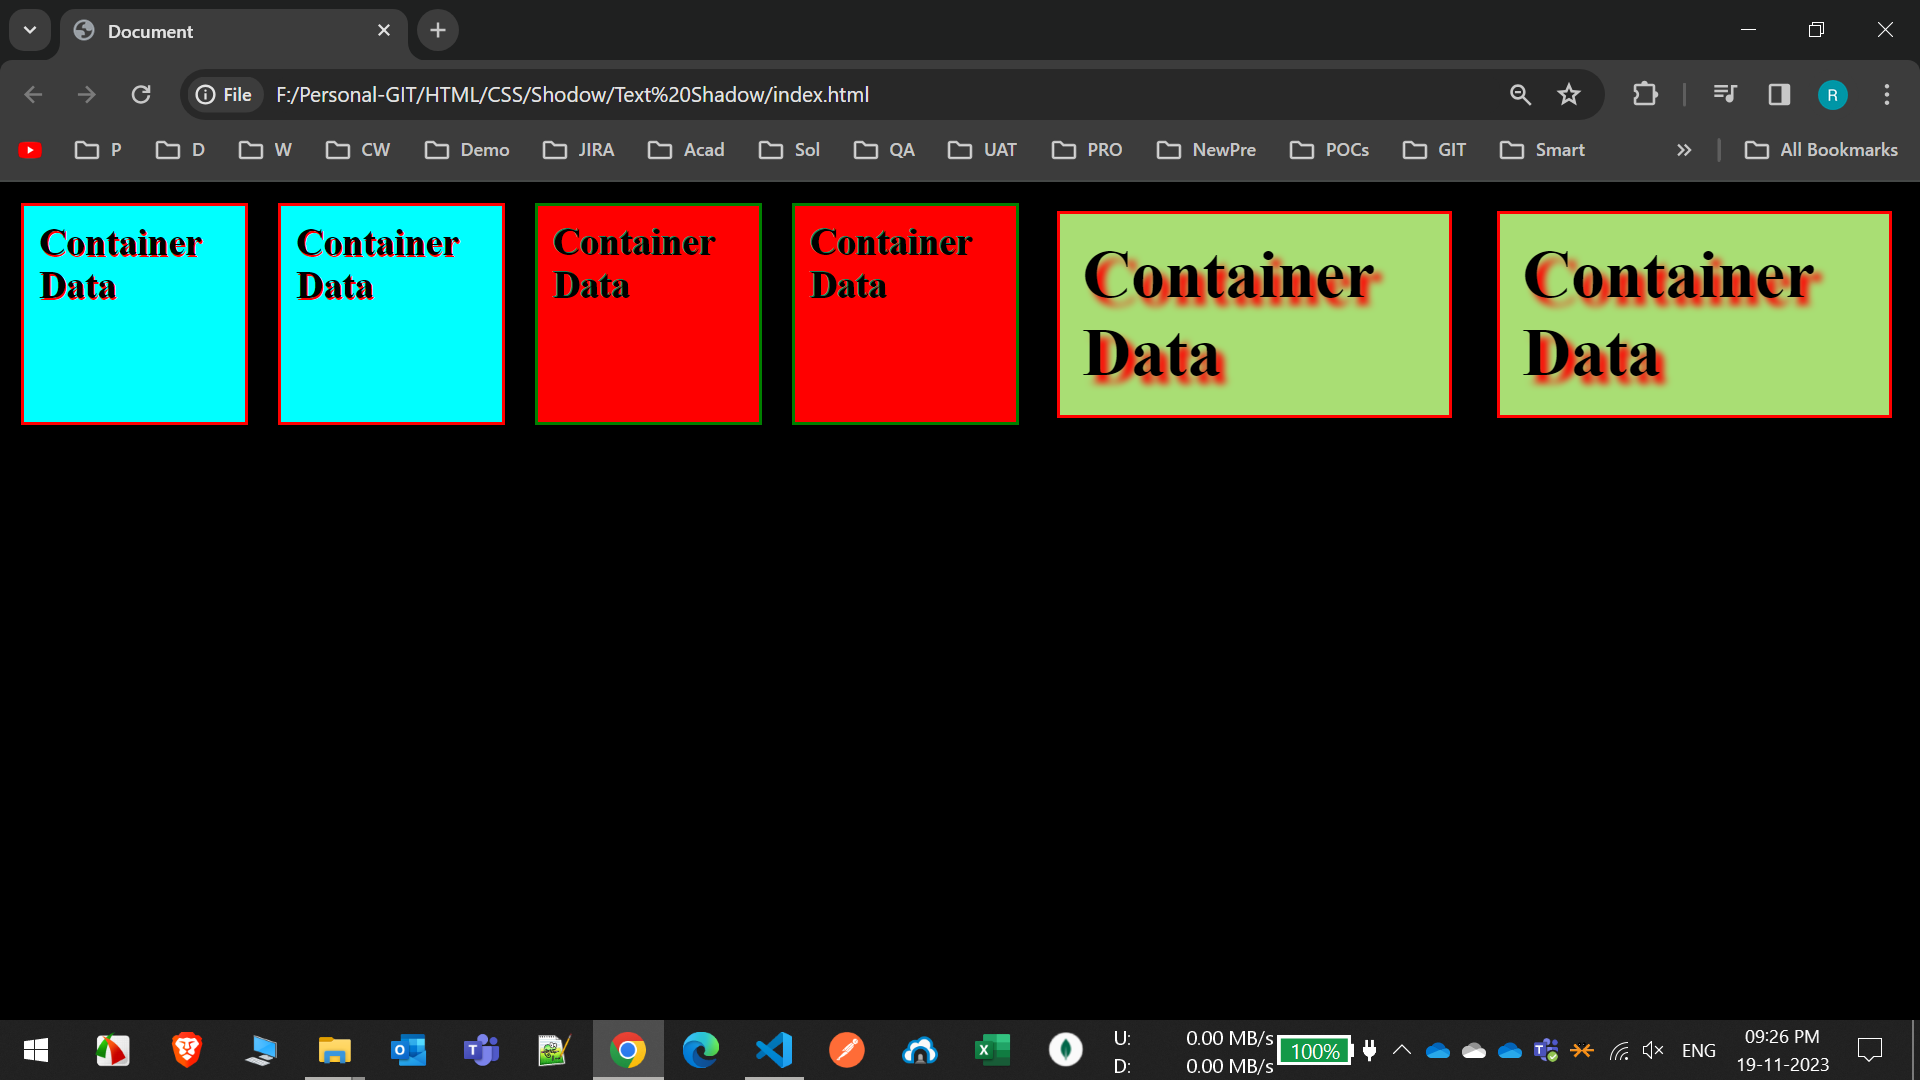 Document
File
F:/Personal-GIT/HTML/CSS/Shodow/Text%20Shadow/index.html
R
P
D
W
CW
Demo
JIRA
Acad
Sol
QA
UAT
PRO
NewPre
POCs
GIT
Smart
All Bookmarks
Container
Data
Container
Data
Container
Data
Container
Data
Container
Data
Container
Data
U: 0.00 MB/s
D: 0.00 MB/s
100%
ENG
09:26 PM
19-11-2023